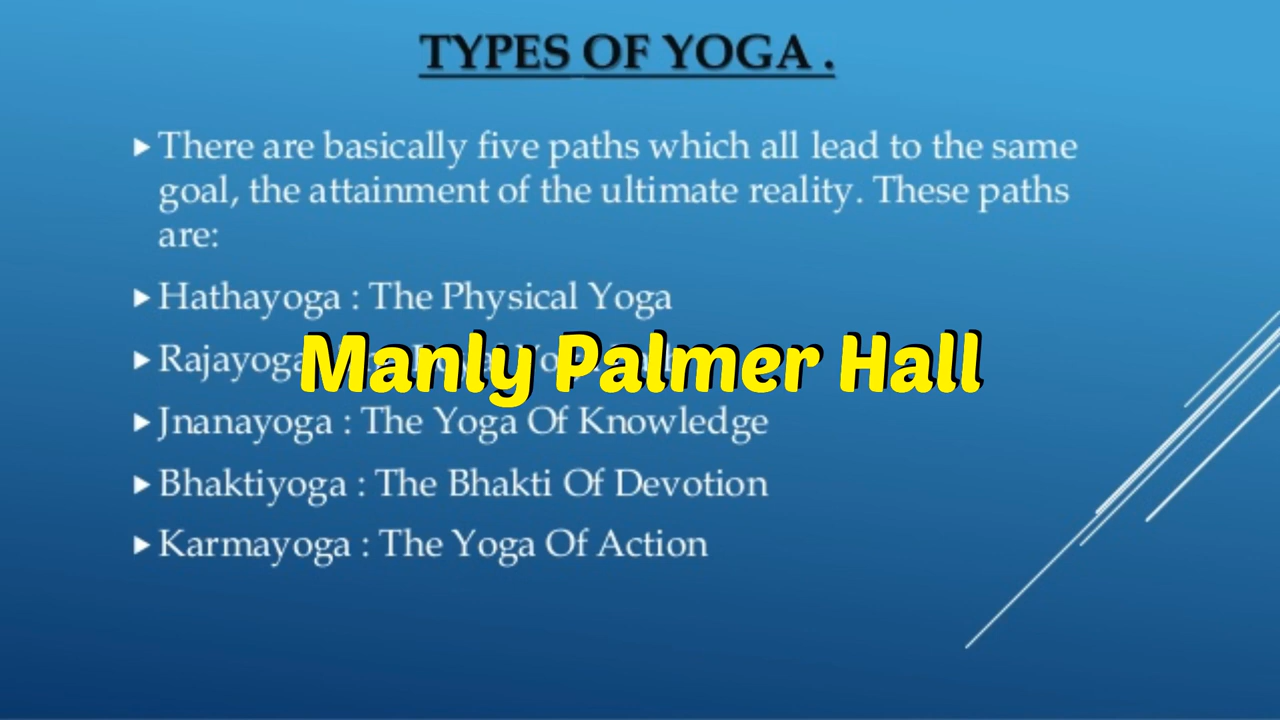 TYPES OF YOGA .
There are basically five paths which all lead to the same
goal, the attainment of the ultimate reality. These paths
are:
Hathayoga : The Physical Yoga
Rajayoga
Manly Palmer Hall
Jnanayoga : The Yoga Of Knowledge
Bhaktiyoga : The Bhakti Of Devotion
Karmayoga : The Yoga Of Action